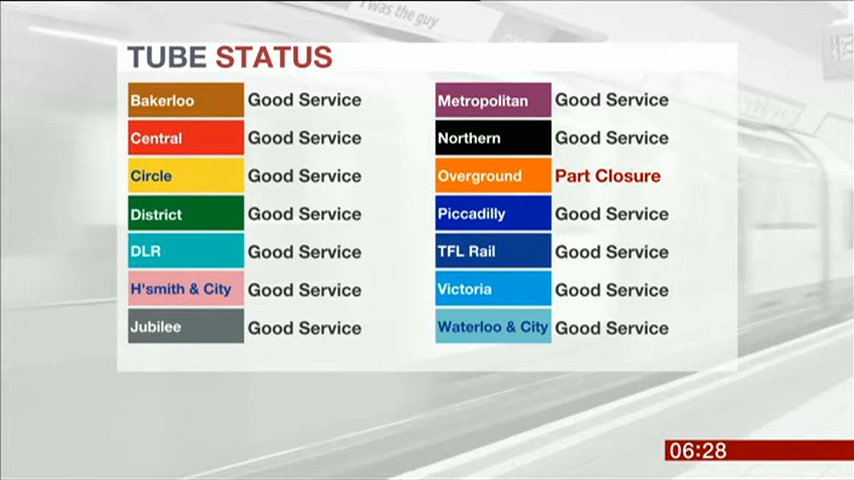 I was the guy
TUBE STATUS
Bakerloo Good Service
Central Good Service
Circle Good Service
District Good Service
DLR Good Service
H'smith & City Good Service
Jubilee Good Service
Metropolitan Good Service
Northern Good Service
Overground Part Closure
Piccadilly Good Service
TFL Rail Good Service
Victoria Good Service
Waterloo & City Good Service
06:28